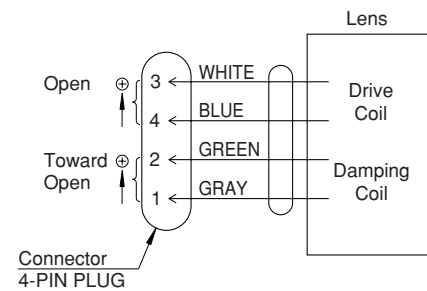 Lens
Open
⊕
3
WHITE
Drive
Coil
4
BLUE
Toward
Open
⊕
2
GREEN
Damping
Coil
1
GRAY
Connector
4-PIN PLUG